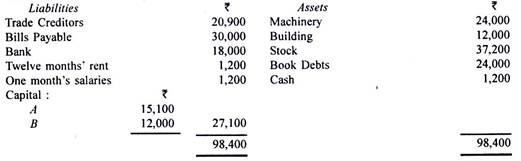 Liabilities ₹ Assets ₹
Trade Creditors 20,900 Machinery 24,000
Bills Payable 30,000 Building 12,000
Bank 18,000 Stock 37,200
Twelve months' rent 1,200 Book Debts 24,000
One month's salaries 1,200 Cash 1,200
Capital : ₹
A 15,100
B 12,000 27,100
98,400 98,400